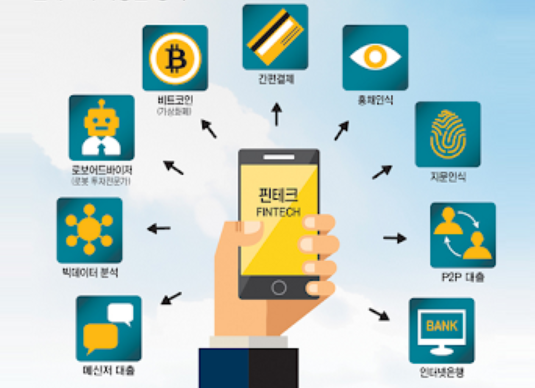 간편결제
비트코인
(가상화폐)
홍채인식
로보어드바이저
(로봇 투자전문가)
지문인식
핀테크
FINTECH
빅데이터 분석
P2P 대출
BANK
메신저 대출
인터넷은행